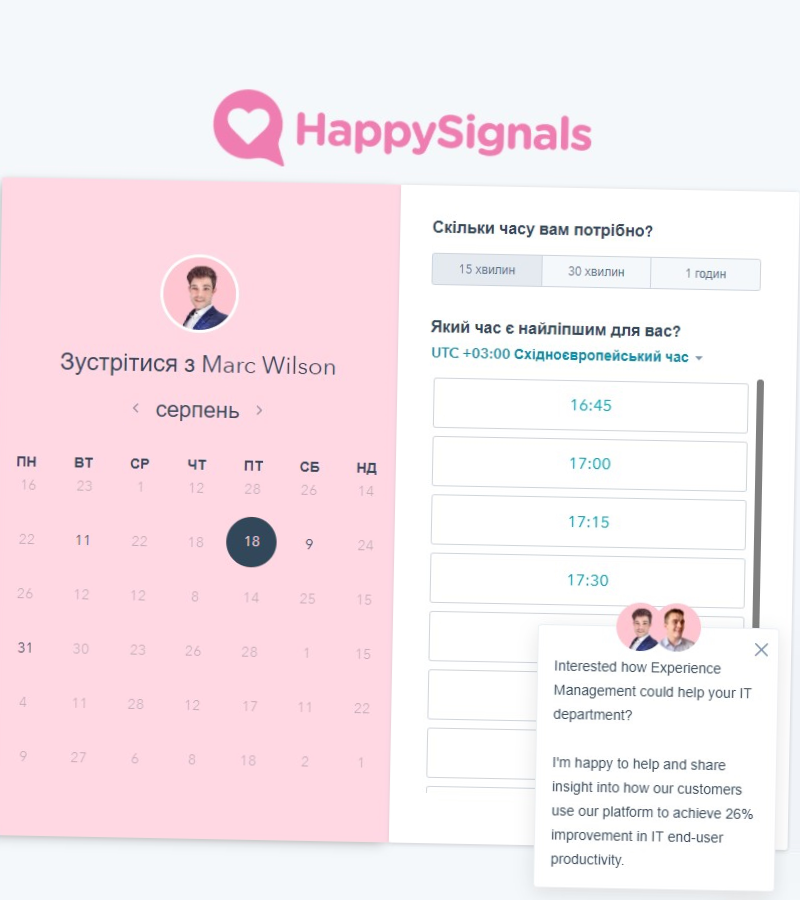 HappySignals
Зустрітися з Marc Wilson
серпень
ПН ВТ СР ЧТ ПТ СБ НД
16 23 1 12 28 26 14
22 11 22 18 18 9 24
26 12 12 8 14 25 15
31 30 23 26 28 1 15
4 11 28 12 17 11 22
9 27 6 8 18 2 1
Скільки часу вам потрібно?
15 хвилин 30 хвилин 1 годин
Який час є найліпшим для вас?
UTC +03:00 Східноєвропейський час
16:45
17:00
17:15
17:30
Interested how Experience
Management could help your IT
department?
I'm happy to help and share
insight into how our customers
use our platform to achieve 26%
improvement in IT end-user
productivity.